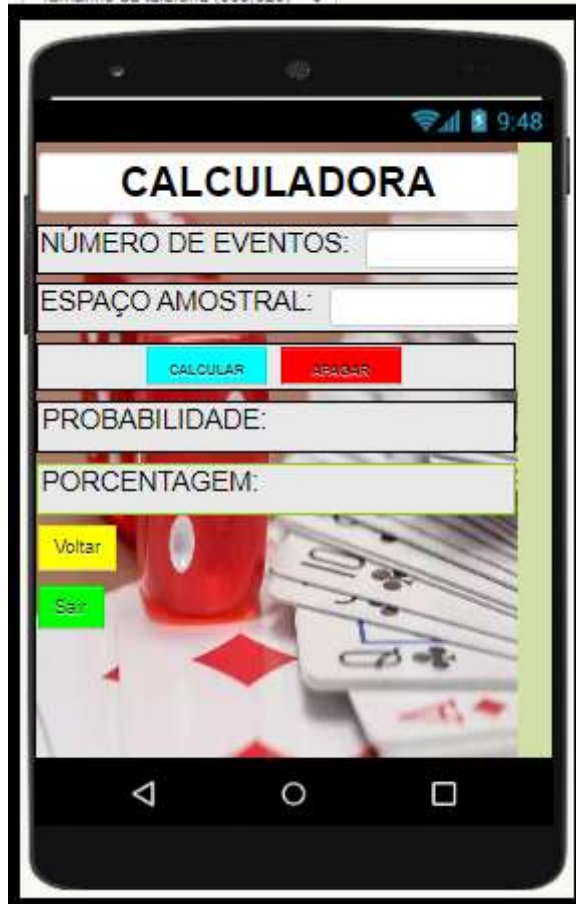 9:48
CALCULADORA
NÚMERO DE EVENTOS:
ESPAÇO AMOSTRAL:
CALCULAR APAGAR
PROBABILIDADE:
PORCENTAGEM:
Voltar
Sair